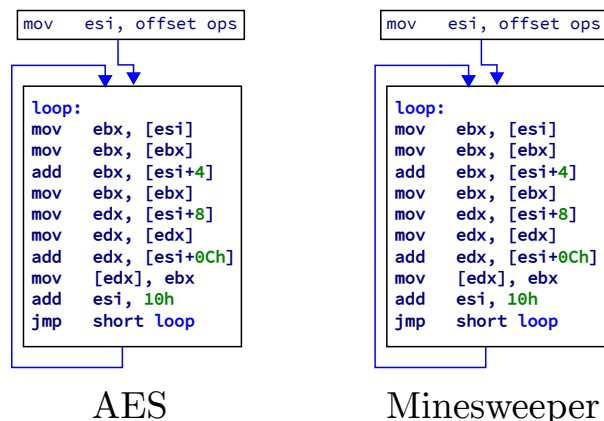 mov esi, offset ops
loop:
mov ebx, [esi]
mov ebx, [ebx]
add ebx, [esi+4]
mov ebx, [ebx]
mov edx, [esi+8]
mov edx, [edx]
add edx, [esi+0Ch]
mov [edx], ebx
add esi, 10h
jmp short loop
AES
mov esi, offset ops
loop:
mov ebx, [esi]
mov ebx, [ebx]
add ebx, [esi+4]
mov ebx, [ebx]
mov edx, [esi+8]
mov edx, [edx]
add edx, [esi+0Ch]
mov [edx], ebx
add esi, 10h
jmp short loop
Minesweeper